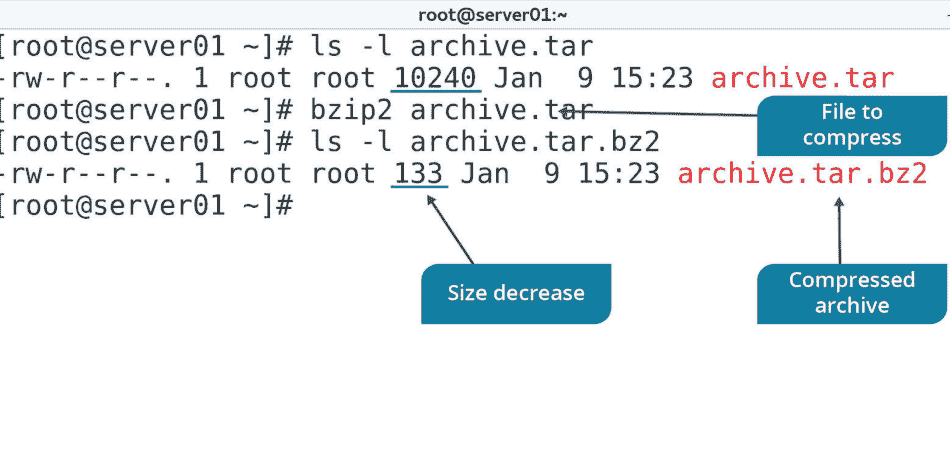 root@server01:~
[root@server01 ~]# ls -l archive.tar
-rw-r--r--. 1 root root 10240 Jan  9 15:23 archive.tar
[root@server01 ~]# bzip2 archive.tar
File to
compress
[root@server01 ~]# ls -l archive.tar.bz2
-rw-r--r--. 1 root root 133 Jan  9 15:23 archive.tar.bz2
[root@server01 ~]#
Size decrease
Compressed
archive